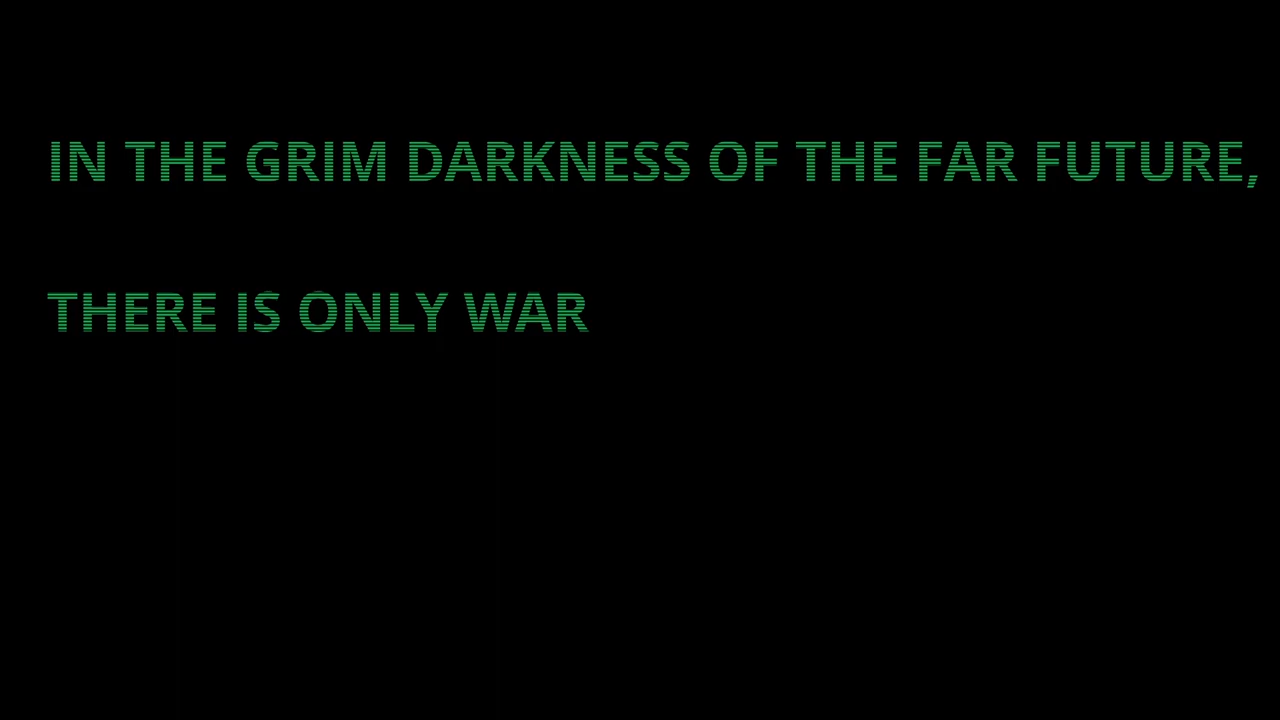 IN THE GRIM DARKNESS OF THE FAR FUTURE,
THERE IS ONLY WAR